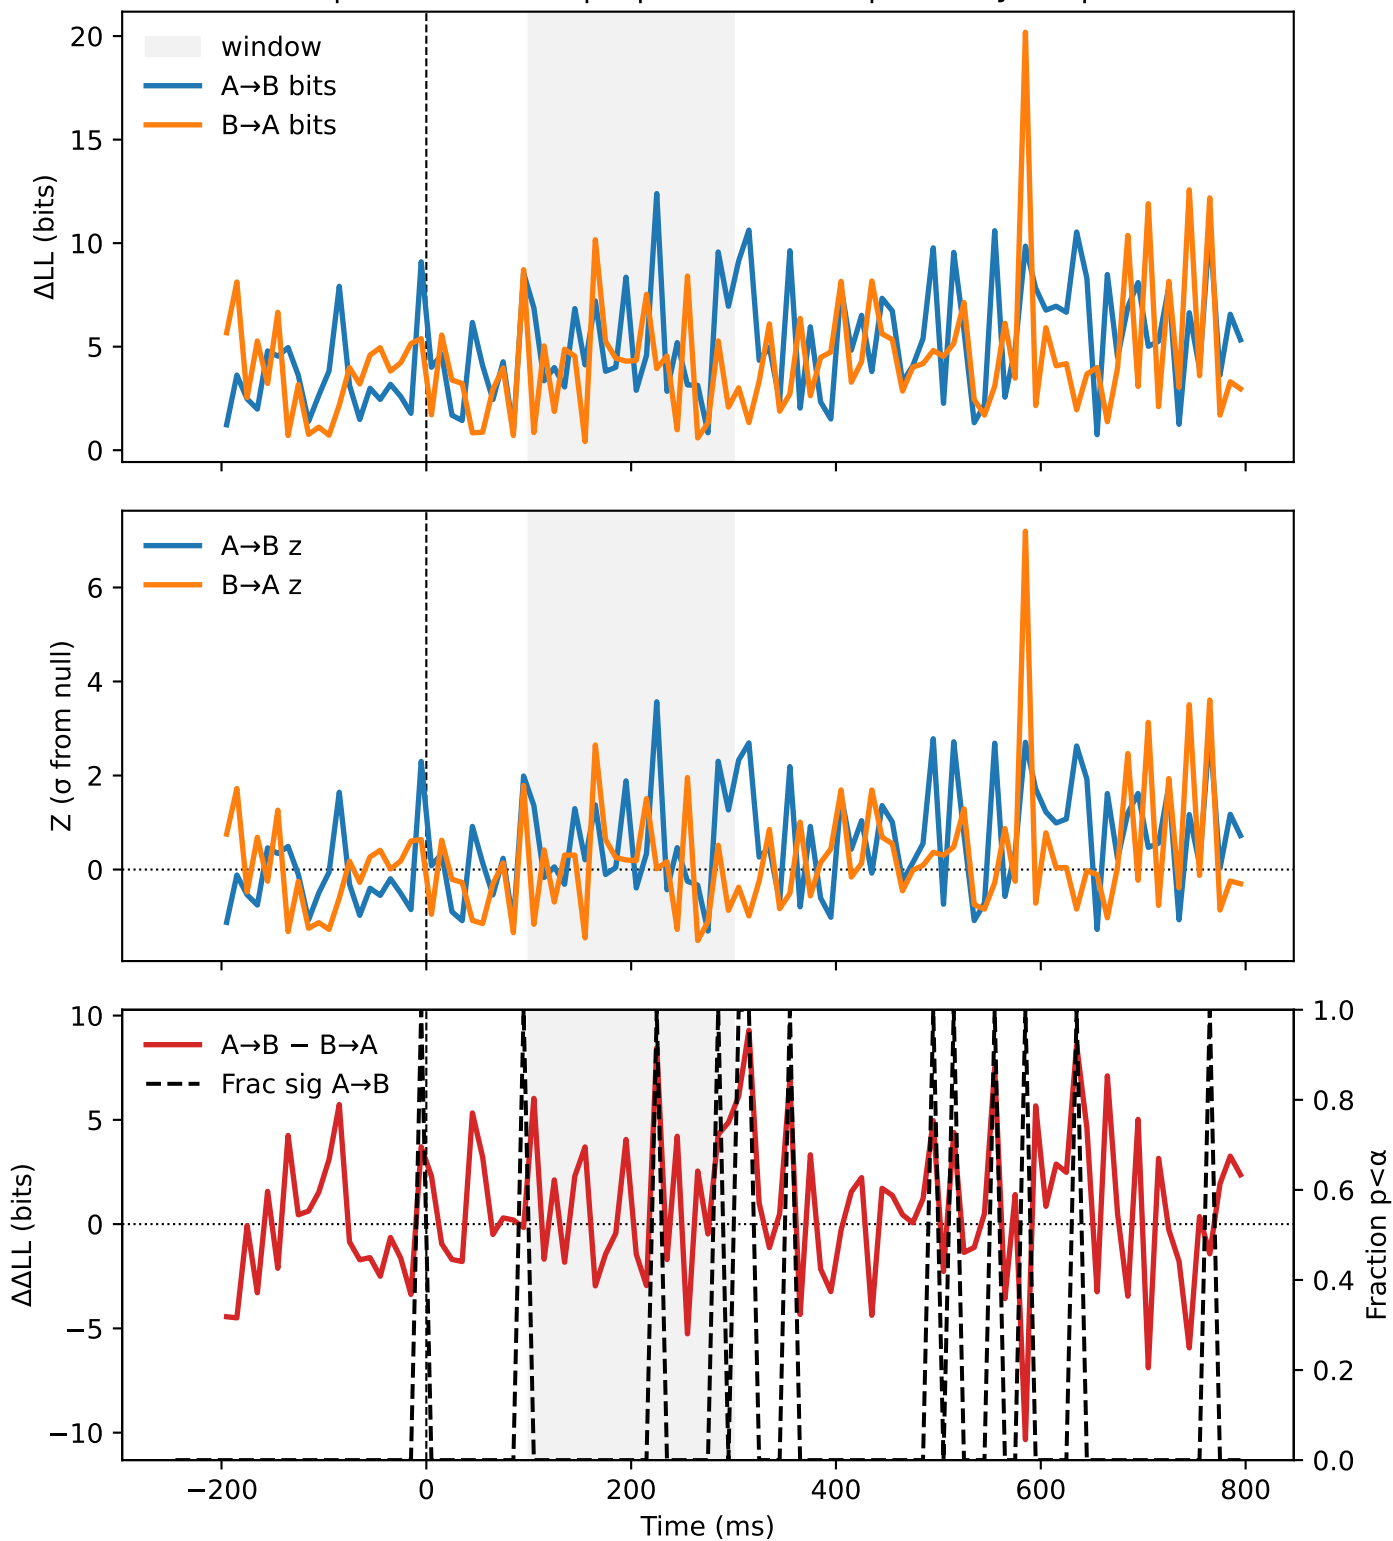 20
15
10
5
0
ΔLL (bits)
window
A→B bits
B→A bits
6
4
2
0
Z (σ from null)
A→B z
B→A z
10
5
0
−5
−10
ΔΔLL (bits)
A→B − B→A
Frac sig A→B
1.0
0.8
0.6
0.4
0.2
0.0
Fraction p<α
−200
0
200
400
600
800
Time (ms)